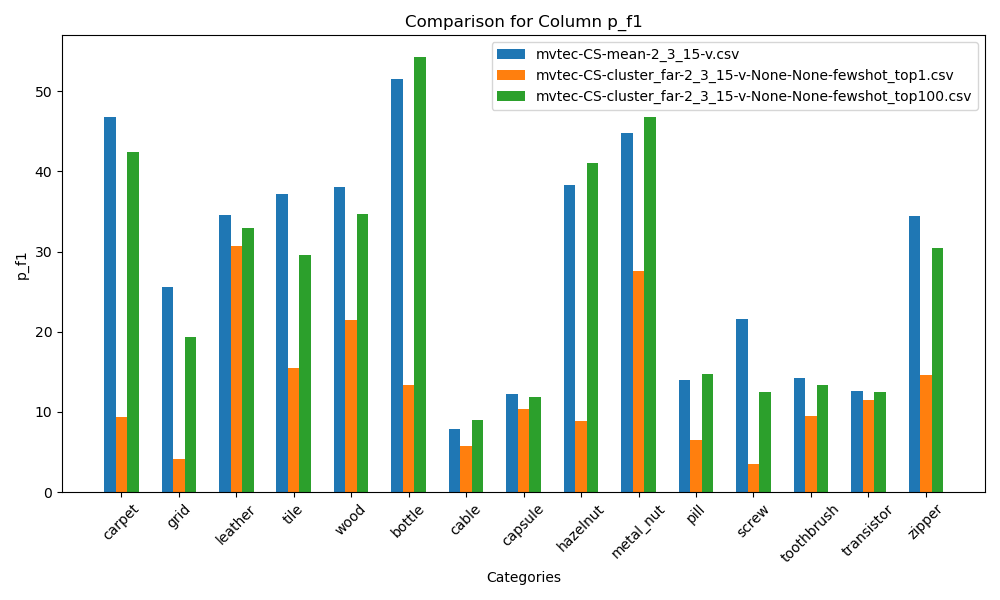 Comparison for Column p_f1
mvtec-CS-mean-2_3_15-v.csv
mvtec-CS-cluster_far-2_3_15-v-None-None-fewshot_top1.csv
mvtec-CS-cluster_far-2_3_15-v-None-None-fewshot_top100.csv
p_f1
50
40
30
20
10
0
carpet
grid
leather
tile
wood
bottle
cable
capsule
hazelnut
metal_nut
pill
screw
toothbrush
transistor
zipper
Categories